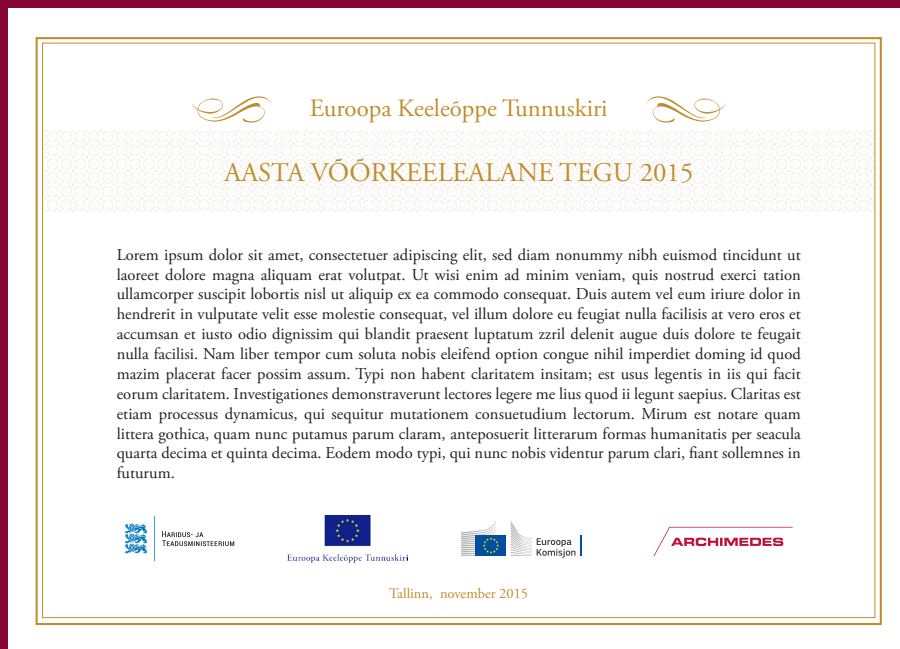 Euroopa Keeleóppe Tunnuskiri
AASTA VÓÓRKEELEALANE TEGU 2015
Lorem ipsum dolor sit amet, consectetuer adipiscing elit, sed diam nonummy nibh euismod tincidunt ut
laoreet dolore magna aliquam erat volutpat. Ut wisi enim ad minim veniam, quis nostrud exerci tation
ullamcorper suscipit lobortis nisl ut aliquip ex ea commodo consequat. Duis autem vel eum iriure dolor in
hendrerit in vulputate velit esse molestie consequat, vel illum dolore eu feugiat nulla facilisis at vero eros et
accumsan et iusto odio dignissim qui blandit praesent luptatum zzril delenit augue duis dolore te feugait
nulla facilisi. Nam liber tempor cum soluta nobis eleifend option congue nihil imperdiet doming id quod
mazim placerat facer possim assum. Typi non habent claritatem insitam; est usus legentis in iis qui facit
eorum claritatem. Investigationes demonstraverunt lectores legere me lius quod ii legunt saepius. Claritas est
etiam processus dynamicus, qui sequitur mutationem consuetudium lectorum. Mirum est notare quam
littera gothica, quam nunc putamus parum claram, anteposuerit litterarum formas humanitatis per seacula
quarta decima et quinta decima. Eodem modo typi, qui nunc nobis videntur parum clari, fiant sollemnes in
futurum.
HARIDUS- JA
TEADUSMINISTEERIUM
Euroopa Keeleóppe Tunnuskiri
Euroopa
Komisjon
ARCHIMEDES
Tallinn, november 2015